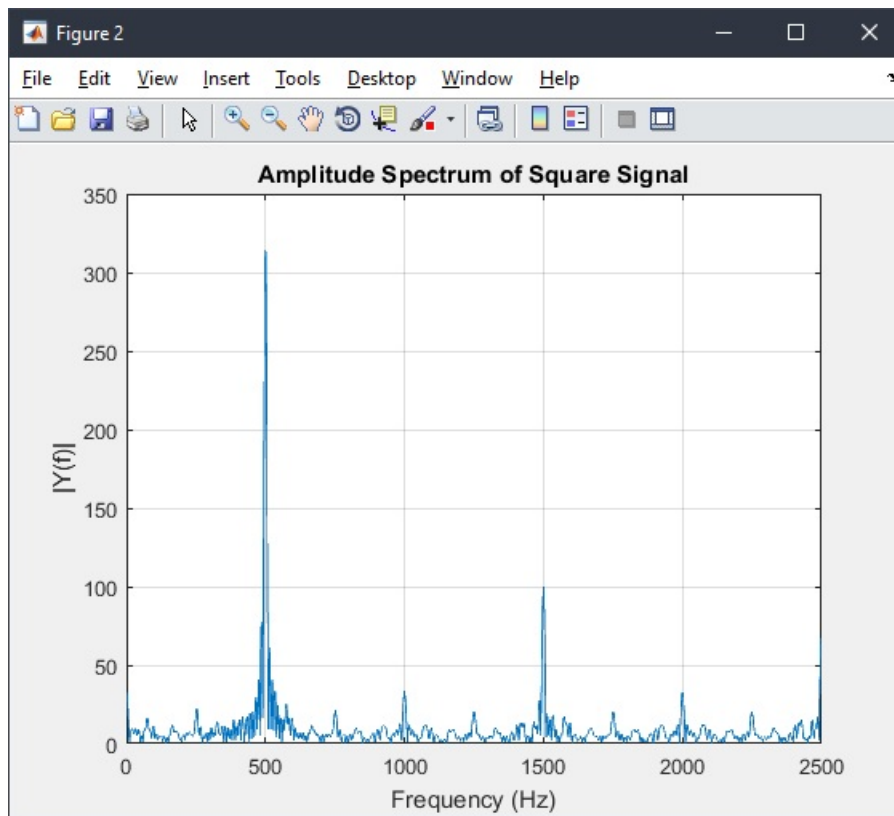 Figure 2
File Edit View Insert Tools Desktop Window Help
Amplitude Spectrum of Square Signal
350
300
250
200
150
100
50
0
|Y(f)|
0 500 1000 1500 2000 2500
Frequency (Hz)